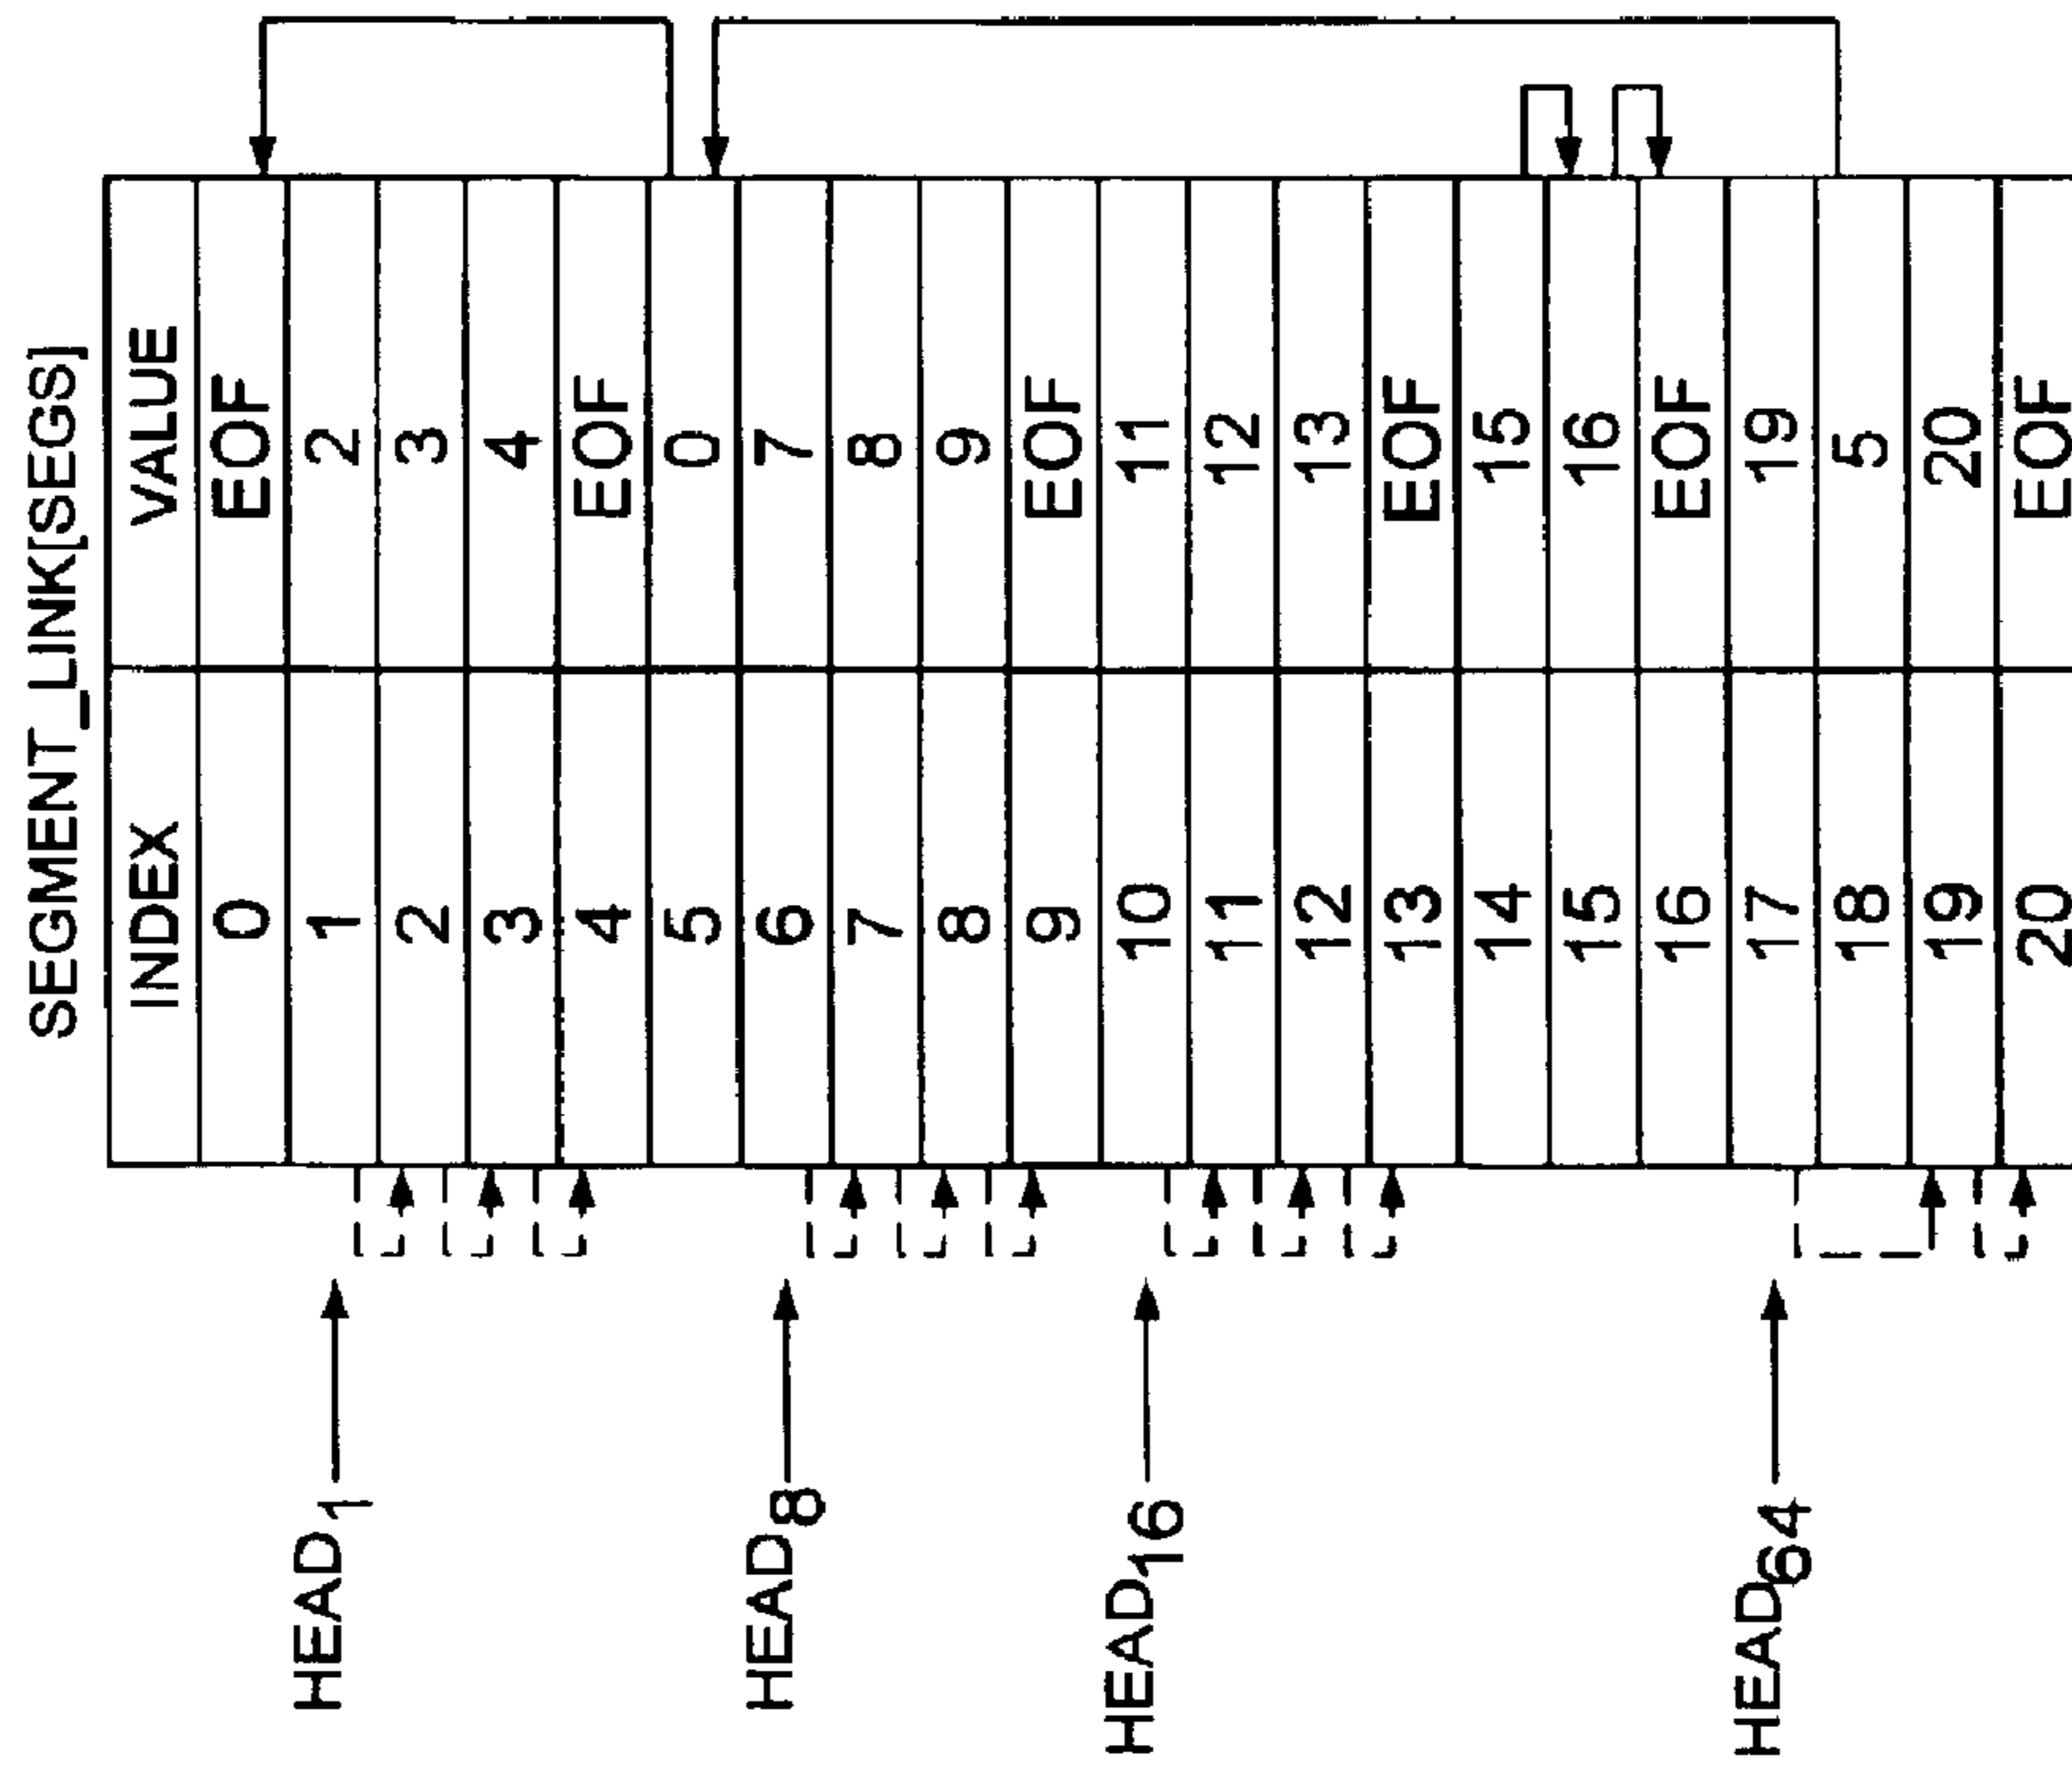 SEGMENT_LINK[SEGS]
INDEX VALUE
0 EOF
HEAD1 1 2
2 3
3 4
4 EOF
5 0
HEAD8 6 7
7 8
8 9
9 EOF
HEAD16 10 11
11 12
12 13
13 EOF
14 15
15 16
16 EOF
HEAD64 17 19
18 5
19 20
20 EOF